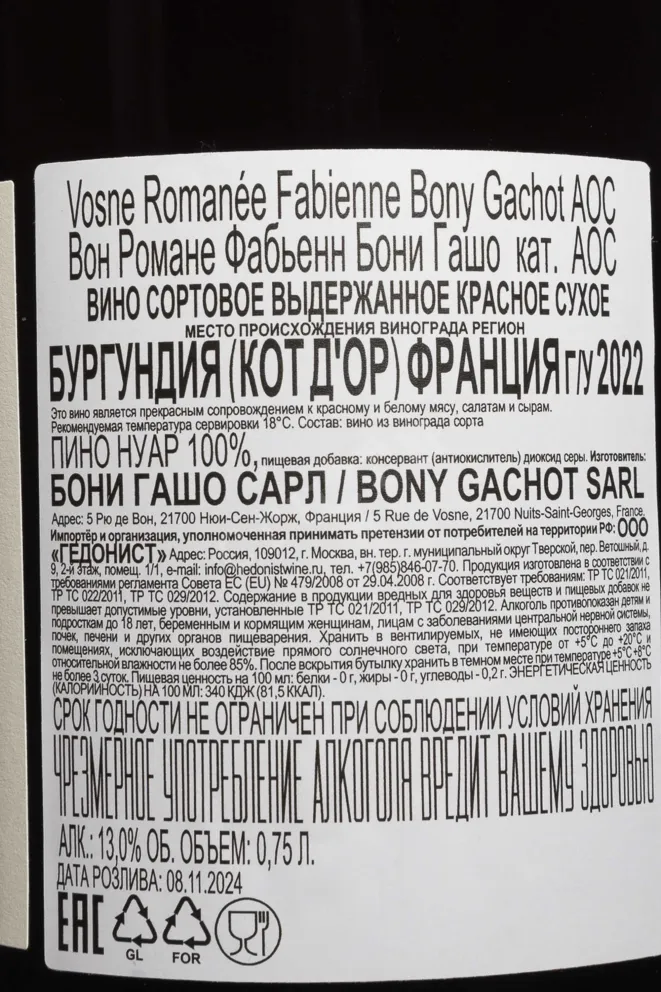 Vosne Romanée Fabienne Bony Gachot AOC
Вон Романе Фабьенн Бони Гашо кат. АОС
ВИНО СОРТОВОЕ ВЫДЕРЖАННОЕ КРАСНОЕ СУХОЕ
МЕСТО ПРОИСХОЖДЕНИЯ ВИНОГРАДА РЕГИОН
БУРГУНДИЯ (КОТ Д'ОР) ФРАНЦИЯ Г/У 2022
Это вино является прекрасным сопровождением к красному и белому мясу, салатам и сырам.
Рекомендуемая температура сервировки 18°С. Состав: вино из винограда сорта
ПИНО НУАР 100%, пищевая добавка: консервант (антиокислитель) диоксид серы. Изготовитель:
БОНИ ГАШО САРЛ / BONY GACHOT SARL
Адрес: 5 Рю де Вон, 21700 Нюи-Сен-Жорж, Франция / 5 Rue de Vosne, 21700 Nuits-Saint-Georges, France.
Импортёр и организация, уполномоченная принимать претензии от потребителей на территории РФ: ООО
«ГЕДОНИСТ» Адрес: Россия, 109012, г. Москва, вн. тер. г. муниципальный округ Тверской, пер. Ветошный, д.
9, 2-й этаж, помещ. 1/1, e-mail: info@hedonistwine.ru, тел. +7(985)846-07-70. Продукция изготовлена в соответствии с
требованиями регламента Совета ЕС (EU) № 479/2008 от 29.04.2008 г. Соответствует требованиям: ТР ТС 021/2011,
ТР ТС 022/2011, ТР ТС 029/2012. Содержание в продукции вредных для здоровья веществ и пищевых добавок не
превышает допустимые уровни, установленные ТР ТС 021/2011, ТР ТС 029/2012. Алкоголь противопоказан детям и
подросткам до 18 лет, беременным и кормящим женщинам, лицам с заболеваниями центральной нервной системы,
почек, печени и других органов пищеварения. Хранить в вентилируемых, не имеющих постороннего запаха
помещениях, исключающих воздействие прямого солнечного света, при температуре от +5°С до +20°С и
относительной влажности не более 85%. После вскрытия бутылку хранить в темном месте при температуре +5°С +8°С
не более 3 суток. Пищевая ценность на 100 мл: белки - 0 г, жиры - 0 г, углеводы - 0,2 г. ЭНЕРГЕТИЧЕСКАЯ ЦЕННОСТЬ
(КАЛОРИЙНОСТЬ) НА 100 МЛ: 340 КДЖ (81,5 ККАЛ).
СРОК ГОДНОСТИ НЕ ОГРАНИЧЕН ПРИ СОБЛЮДЕНИИ УСЛОВИЙ ХРАНЕНИЯ
ЧРЕЗМЕРНОЕ УПОТРЕБЛЕНИЕ АЛКОГОЛЯ ВРЕДИТ ВАШЕМУ ЗДОРОВЬЮ
АЛК.: 13,0% ОБ. ОБЪЕМ: 0,75 Л.
ДАТА РОЗЛИВА: 08.11.2024
ЕАС
GL FOR